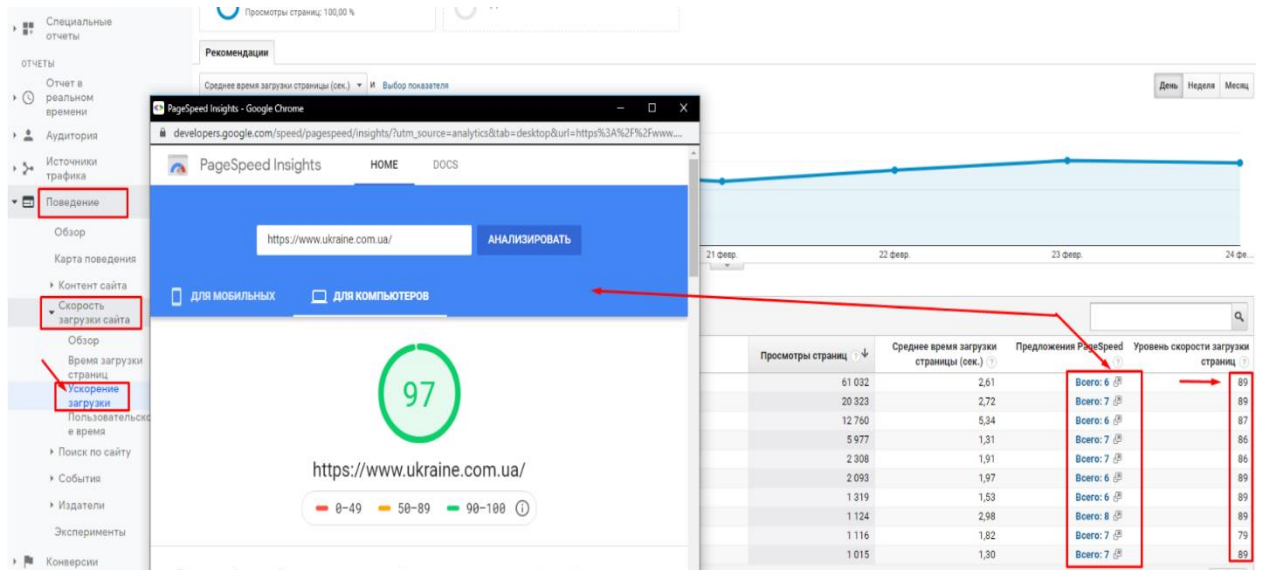 Специальные
отчеты
ОТЧЕТЫ
Отчет в
реальном
времени
Аудитория
Источники
трафика
Поведение
Обзор
Карта поведения
Контент сайта
Скорость
загрузки сайта
Обзор
Время загрузки
страниц
Ускорение
загрузки
Пользовательско
е время
Поиск по сайту
События
Издатели
Эксперименты
Конверсии
Просмотры страниц: 100,00 %
Рекомендации
Среднее время загрузки страницы (сек.) И Выбор показателя
День Неделя Месяц
PageSpeed Insights - Google Chrome
developers.google.com/speed/pagespeed/insights/?utm_source=analytics&tab=desktop&url=https%3A%2F%2Fwww....
PageSpeed Insights HOME DOCS
https://www.ukraine.com.ua/ АНАЛИЗИРОВАТЬ
ДЛЯ МОБИЛЬНЫХ ДЛЯ КОМПЬЮТЕРОВ
97
https://www.ukraine.com.ua/
0-49 50-89 90-100
21 февр. 22 февр. 23 февр. 24 фе...
Просмотры страниц Среднее время загрузки страницы (сек.) Предложения PageSpeed Уровень скорости загрузки страниц
61 032 2,61 Всего: 6 89
20 323 2,72 Всего: 7 89
12 760 5,34 Всего: 6 87
5 977 1,31 Всего: 7 86
2 308 1,91 Всего: 7 86
2 093 1,97 Всего: 6 89
1 319 1,53 Всего: 6 89
1 124 2,98 Всего: 8 89
1 116 1,82 Всего: 7 79
1 015 1,30 Всего: 7 89